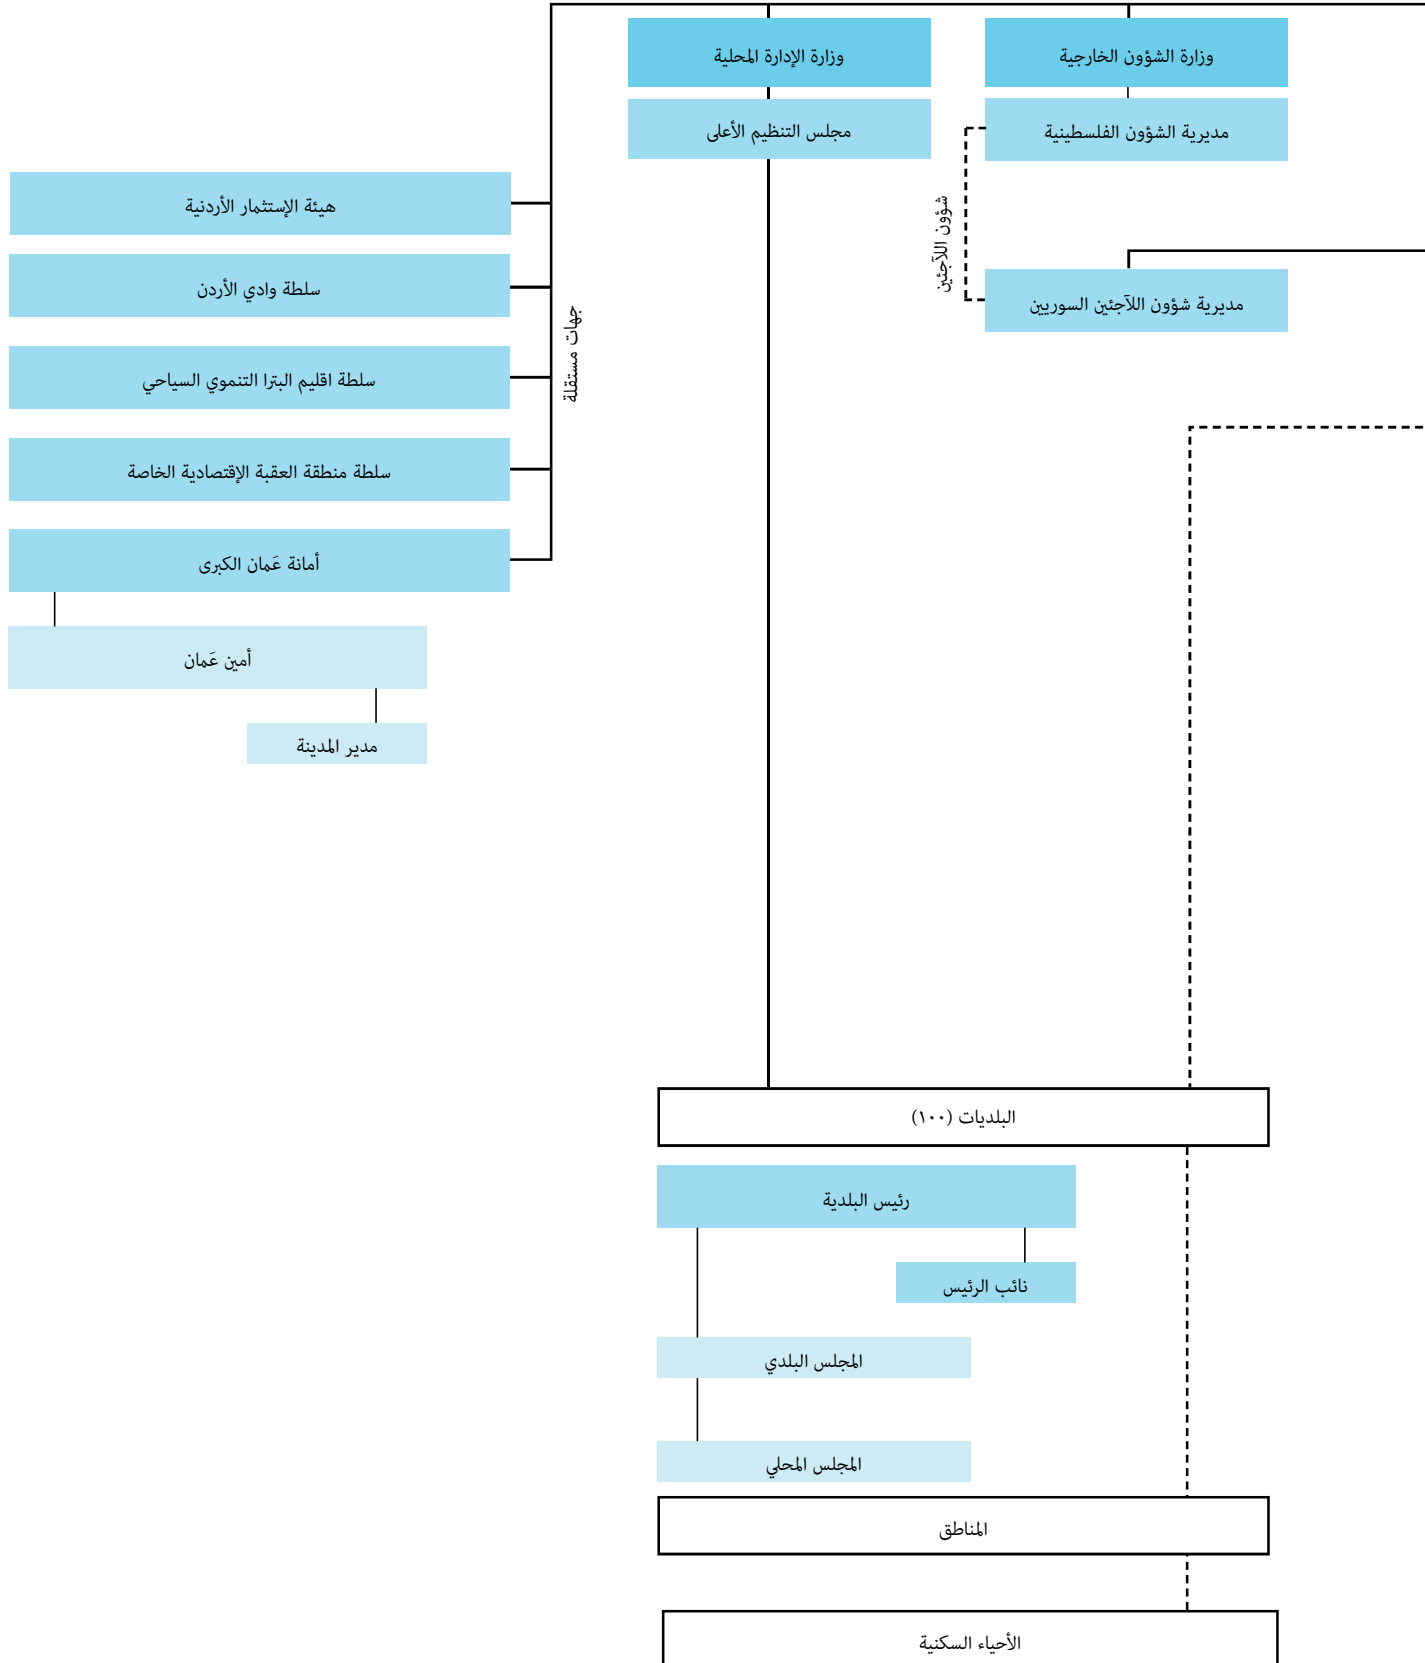 وزارة الشؤون الخارجية
وزارة الإدارة المحلية
مديرية الشؤون الفلسطينية
مجلس التنظيم الأعلى
شؤون اللآجئين
مديرية شؤون اللآجئين السوريين
جهات مستقلة
هيئة الإستثمار الأردنية
سلطة وادي الأردن
سلطة اقليم البترا التنموي السياحي
سلطة منطقة العقبة الإقتصادية الخاصة
أمانة عَمان الكبرى
أمين عَمان
مدير المدينة
البلديات (١٠٠)
رئيس البلدية
نائب الرئيس
المجلس البلدي
المجلس المحلي
المناطق
الأحياء السكنية